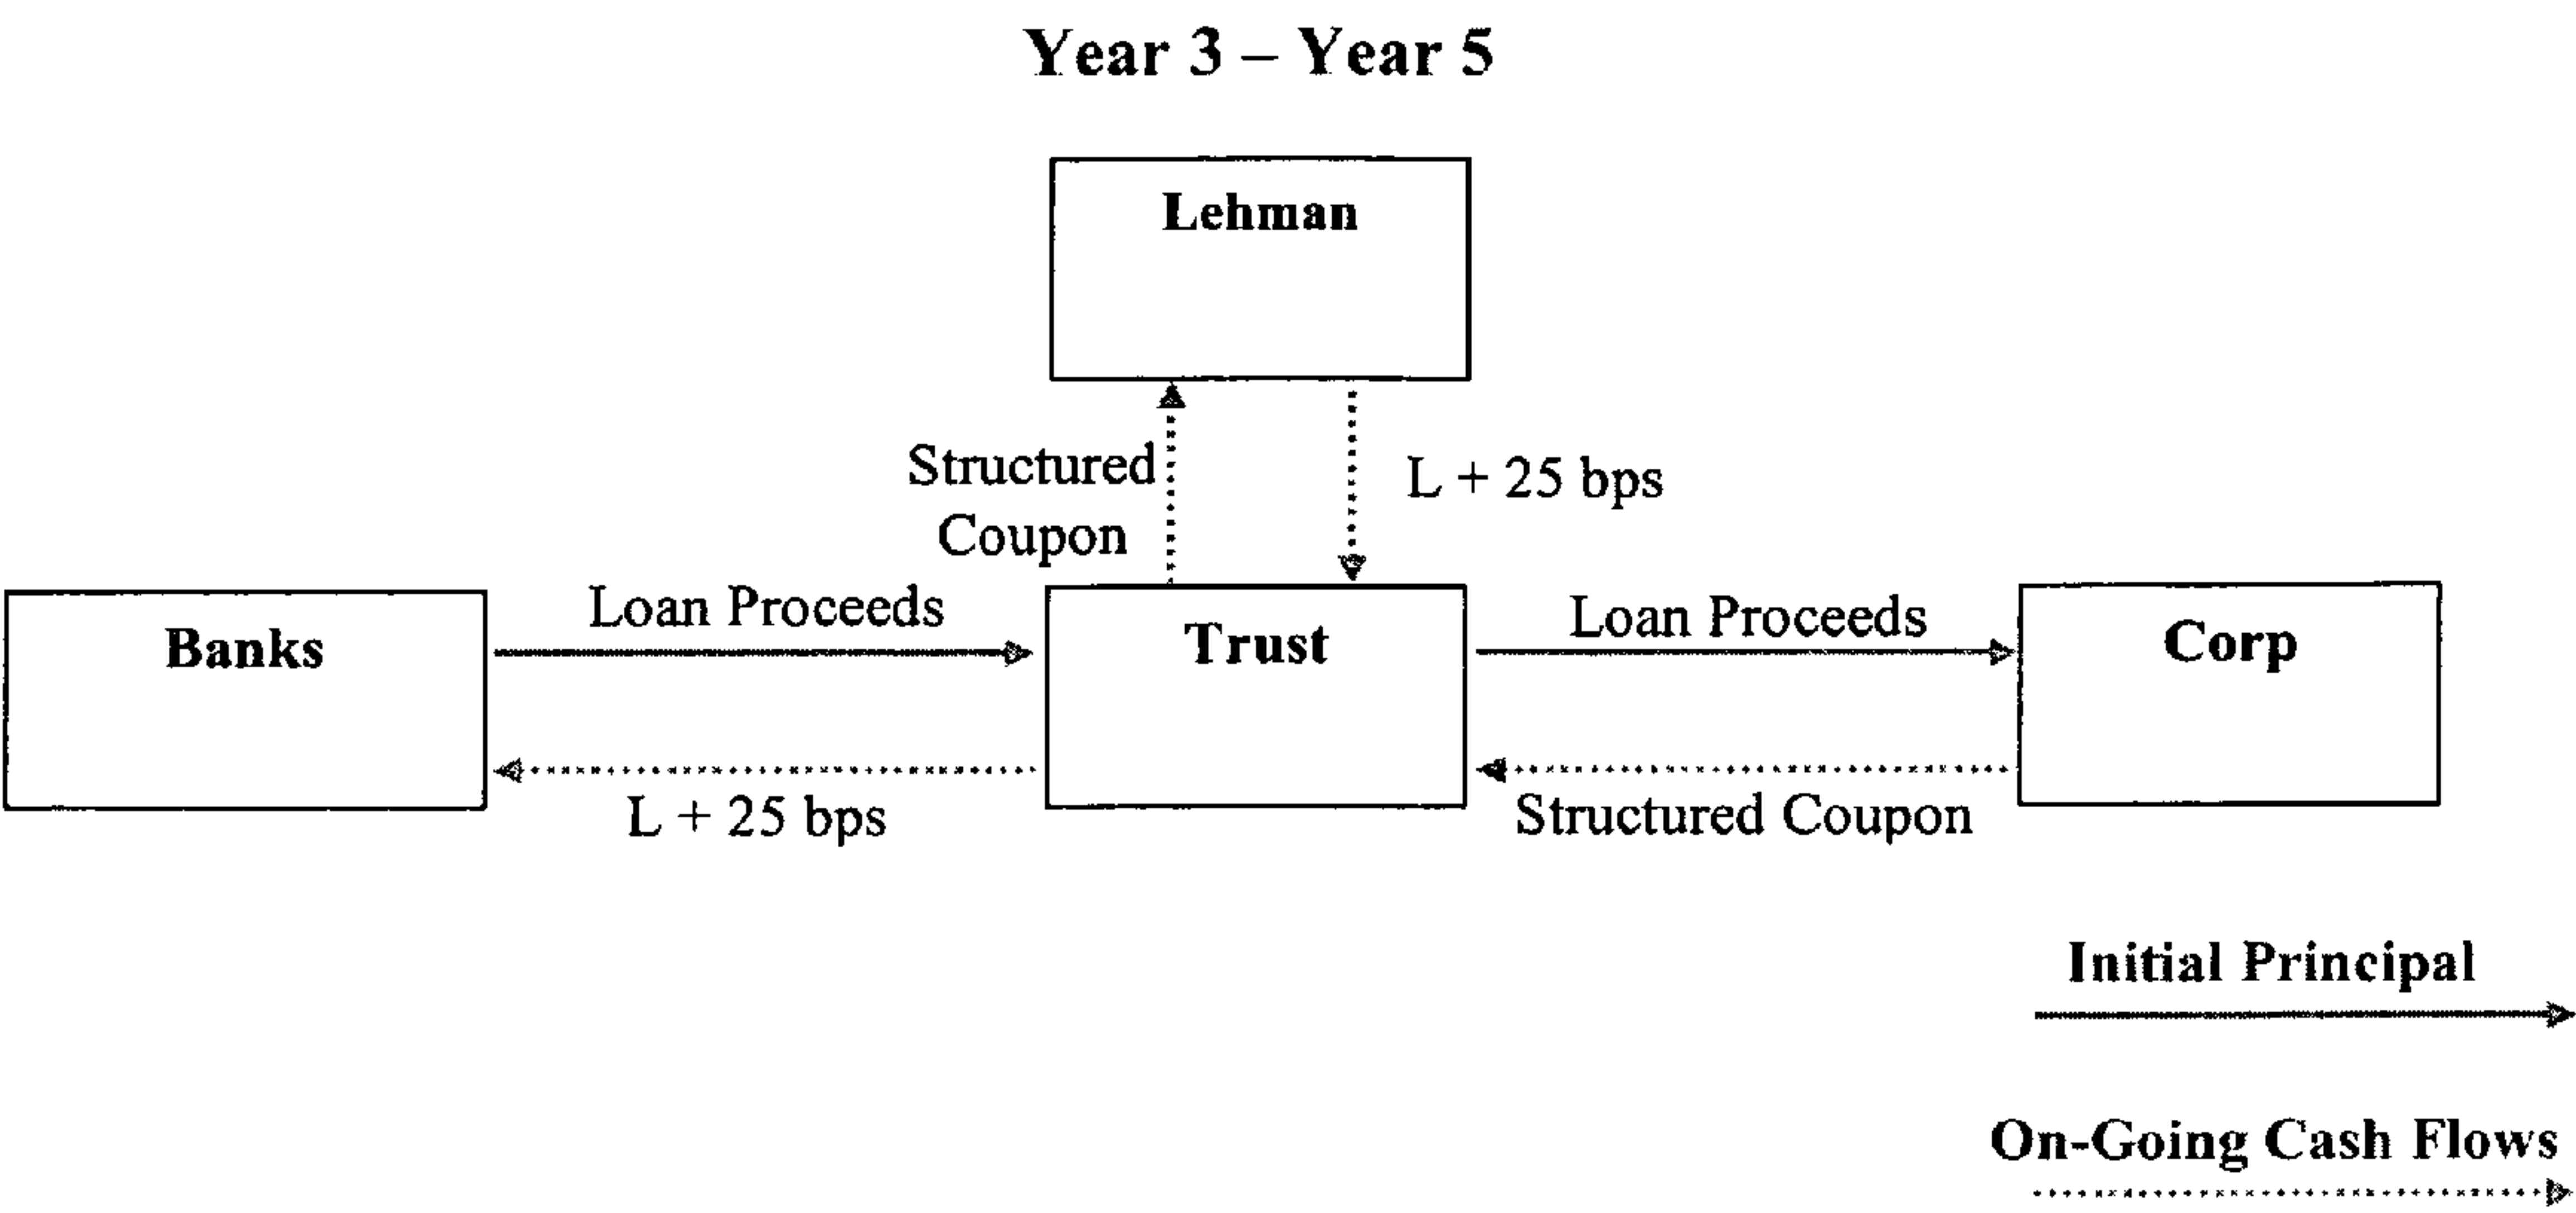 Year 3 – Year 5
Lehman
Structured
Coupon
L + 25 bps
Banks
Loan Proceeds
Trust
Loan Proceeds
Corp
L + 25 bps
Structured Coupon
Initial Principal
On-Going Cash Flows